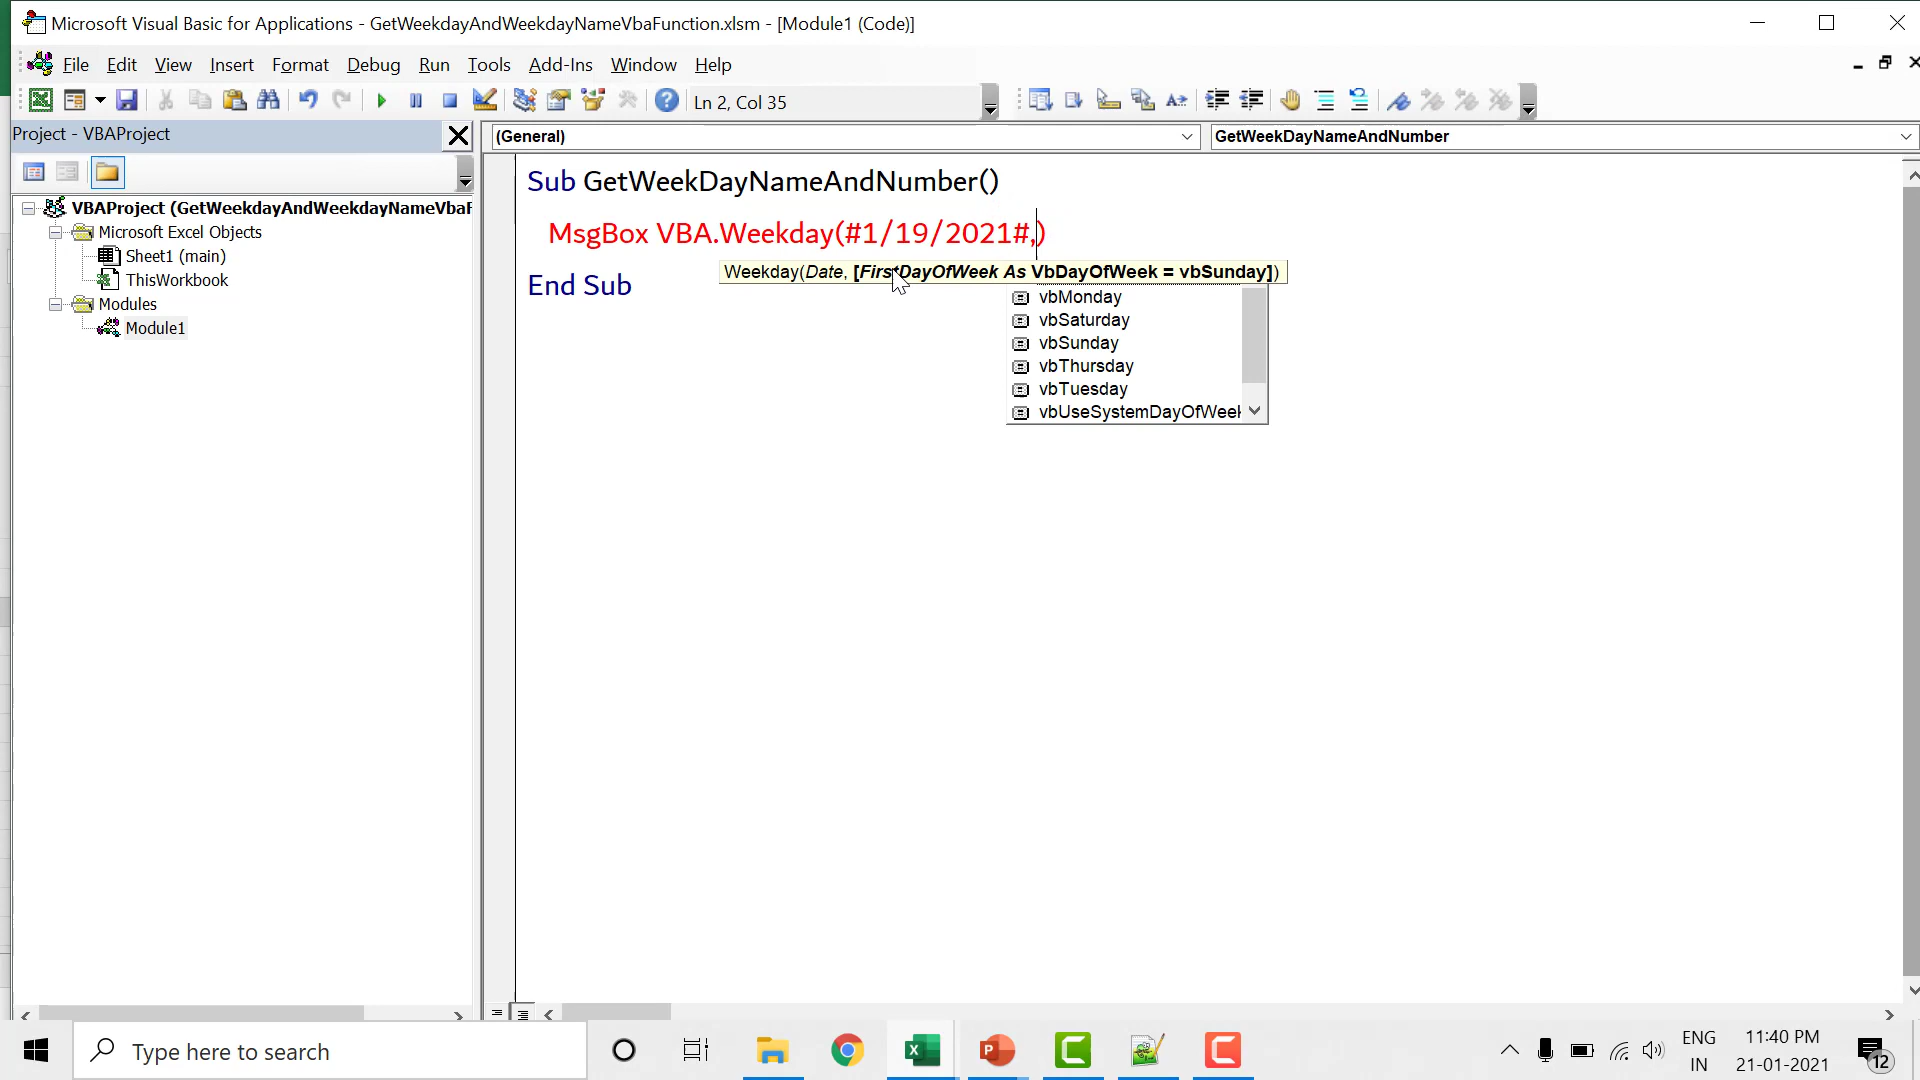 Microsoft Visual Basic for Applications - GetWeekdayAndWeekdayNameVbaFunction.xlsm - [Module1 (Code)]
File Edit View Insert Format Debug Run Tools Add-Ins Window Help
Ln 2, Col 35
Project - VBAProject
(General)
GetWeekDayNameAndNumber
VBAProject (GetWeekdayAndWeekdayNameVbaF
Microsoft Excel Objects
Sheet1 (main)
ThisWorkbook
Modules
Module1
Sub GetWeekDayNameAndNumber()
MsgBox VBA.Weekday(#1/19/2021#,)
Weekday(Date, [FirstDayOfWeek As VbDayOfWeek = vbSunday])
End Sub
vbMonday
vbSaturday
vbSunday
vbThursday
vbTuesday
vbUseSystemDayOfWeek
Type here to search
ENG
IN
11:40 PM
21-01-2021
12